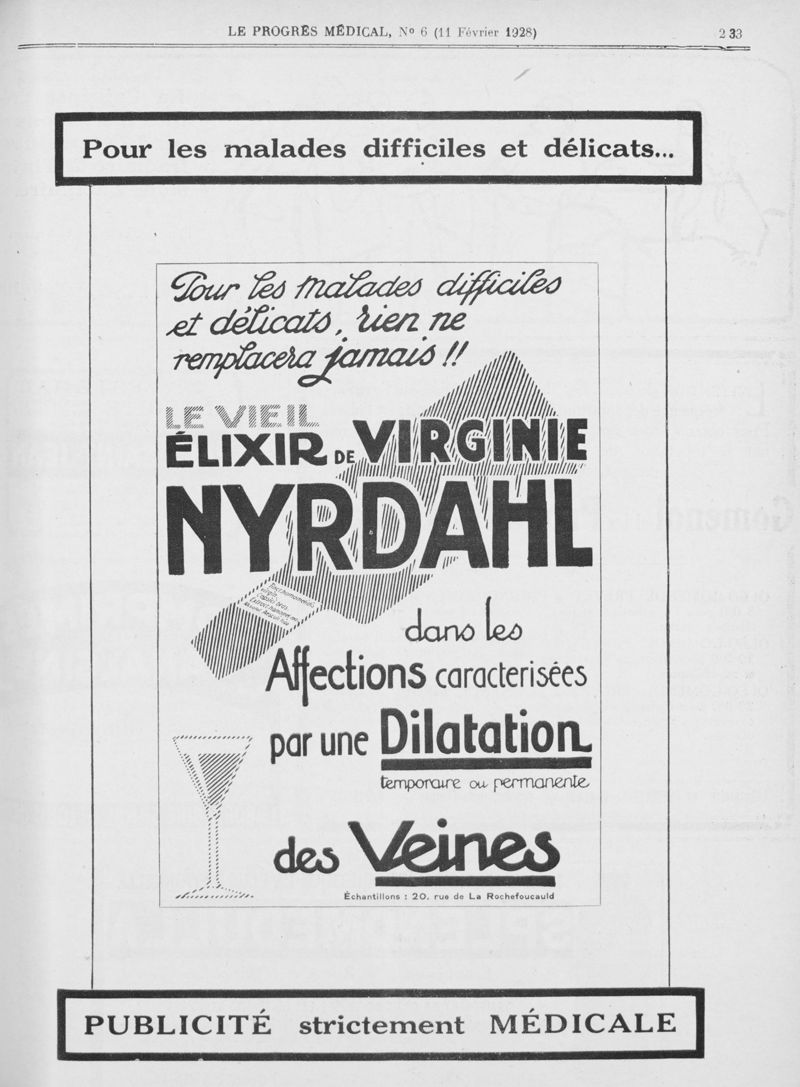 LE PROGRÈS MÉDICAL, Nº 6 (11 Février 1928) 233
Pour les malades difficiles et délicats...
Pour les malades difficiles
et délicats, rien ne
remplacera jamais !!
LE VIEIL
ÉLIXIR DE VIRGINIE
NYRDAHL
dans les
Affections caracterisées
par une Dilatation
temporaire ou permanente
des Veines
Échantillons : 20, rue de La Rochefoucauld
PUBLICITÉ strictement MÉDICALE